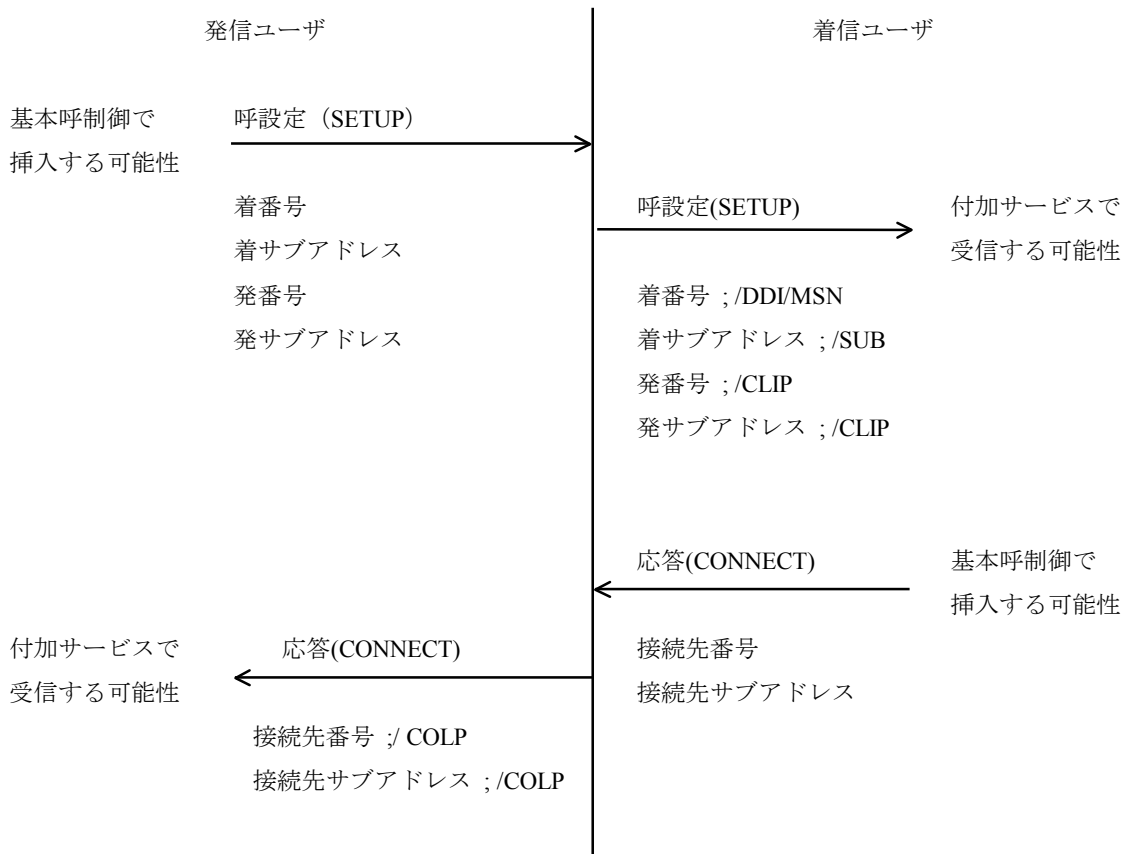 発信ユーザ
着信ユーザ
基本呼制御で
挿入する可能性
呼設定（SETUP）
着番号
着サブアドレス
発番号
発サブアドレス
呼設定(SETUP)
付加サービスで
受信する可能性
着番号 ; /DDI/MSN
着サブアドレス ; /SUB
発番号 ; /CLIP
発サブアドレス ; /CLIP
応答(CONNECT)
基本呼制御で
挿入する可能性
接続先番号
接続先サブアドレス
付加サービスで
受信する可能性
応答(CONNECT)
接続先番号 ;/ COLP
接続先サブアドレス ; /COLP